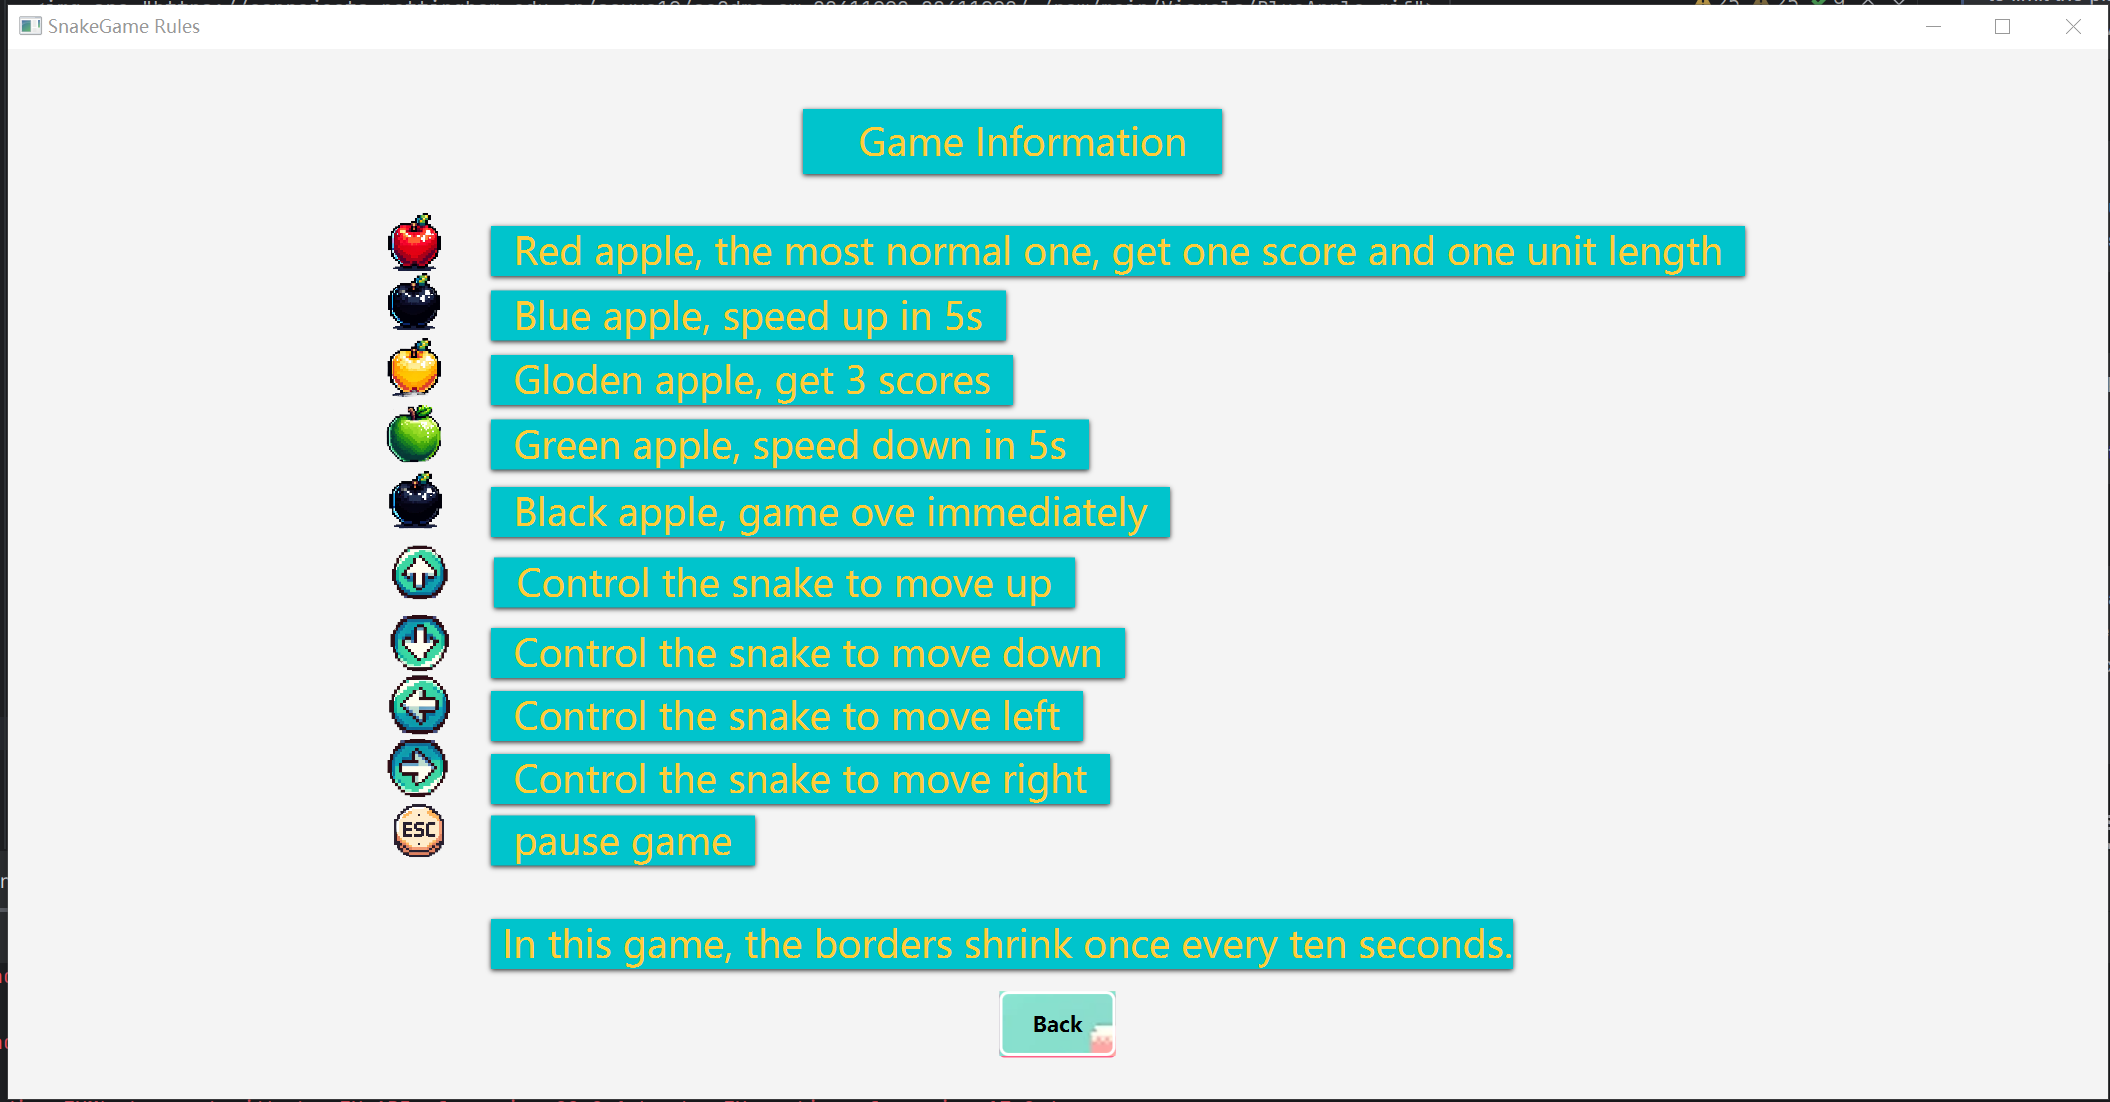 SnakeGame Rules
Game Information
Red apple, the most normal one, get one score and one unit length
Blue apple, speed up in 5s
Gloden apple, get 3 scores
Green apple, speed down in 5s
Black apple, game ove immediately
Control the snake to move up
Control the snake to move down
Control the snake to move left
Control the snake to move right
ESC
pause game
In this game, the borders shrink once every ten seconds.
Back